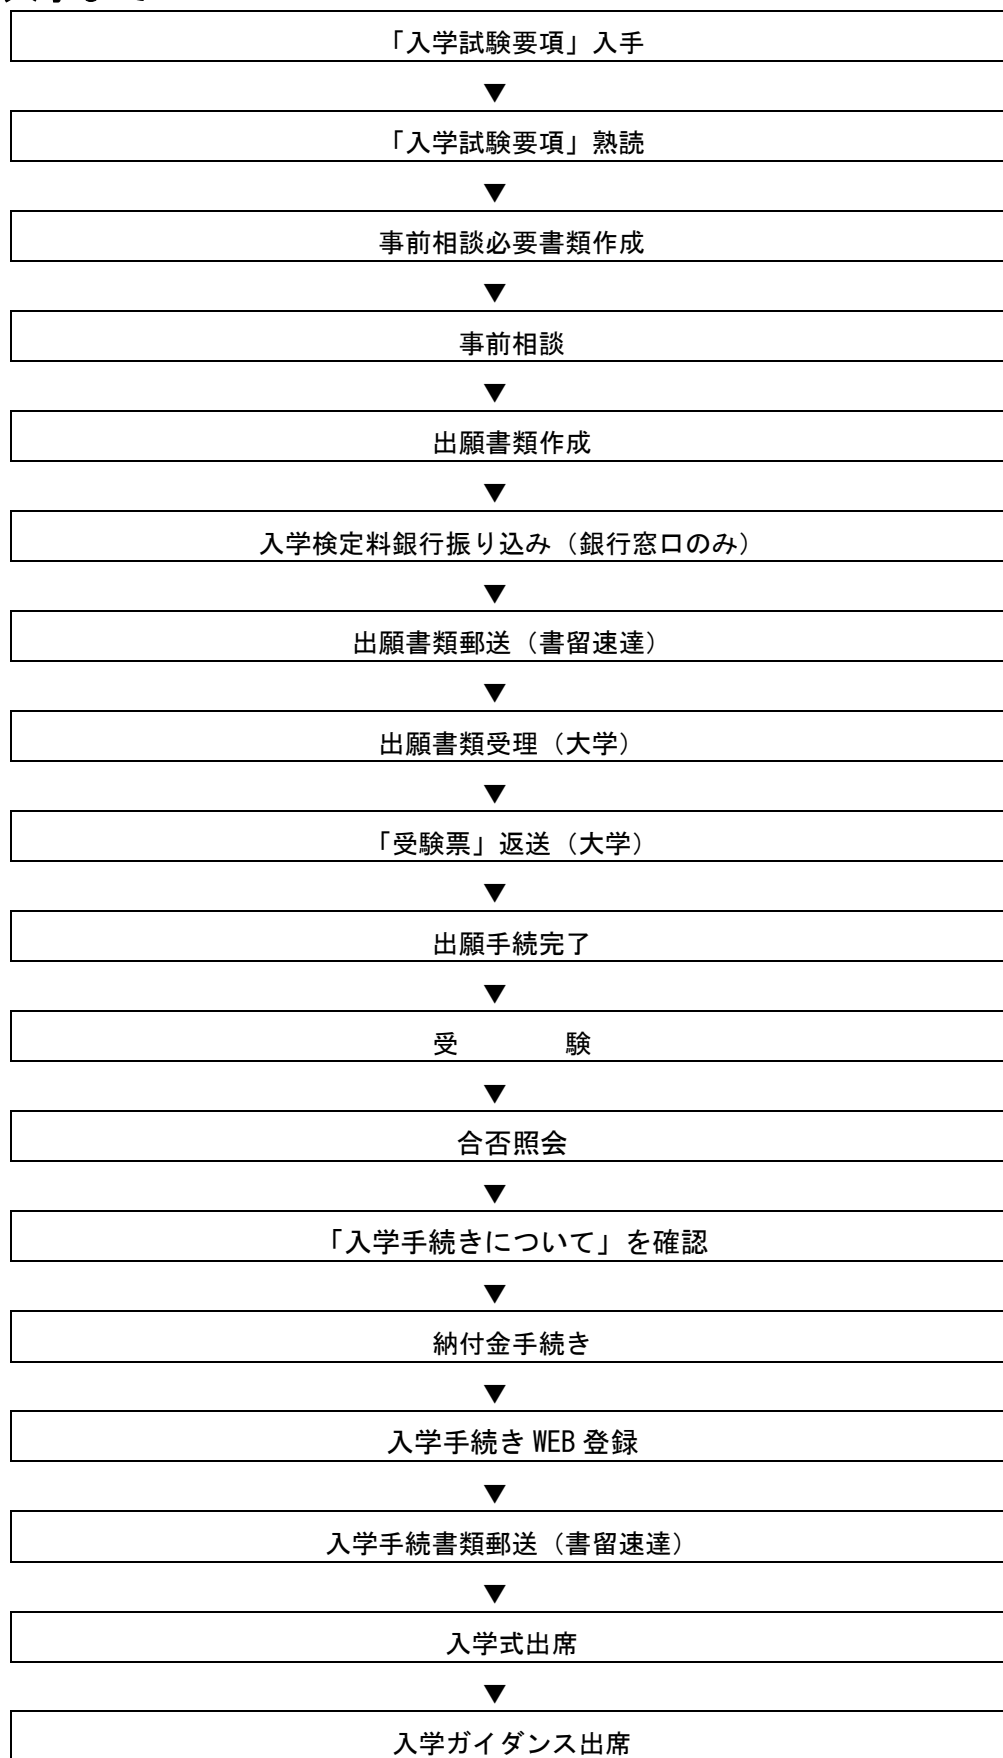 「入学試験要項」入手
▼
「入学試験要項」熟読
▼
事前相談必要書類作成
▼
事前相談
▼
出願書類作成
▼
入学検定料銀行振り込み（銀行窓口のみ）
▼
出願書類郵送（書留速達）
▼
出願書類受理（大学）
▼
「受験票」返送（大学）
▼
出願手続完了
▼
受　　　　験
▼
合否照会
▼
「入学手続きについて」を確認
▼
納付金手続き
▼
入学手続き WEB 登録
▼
入学手続書類郵送（書留速達）
▼
入学式出席
▼
入学ガイダンス出席